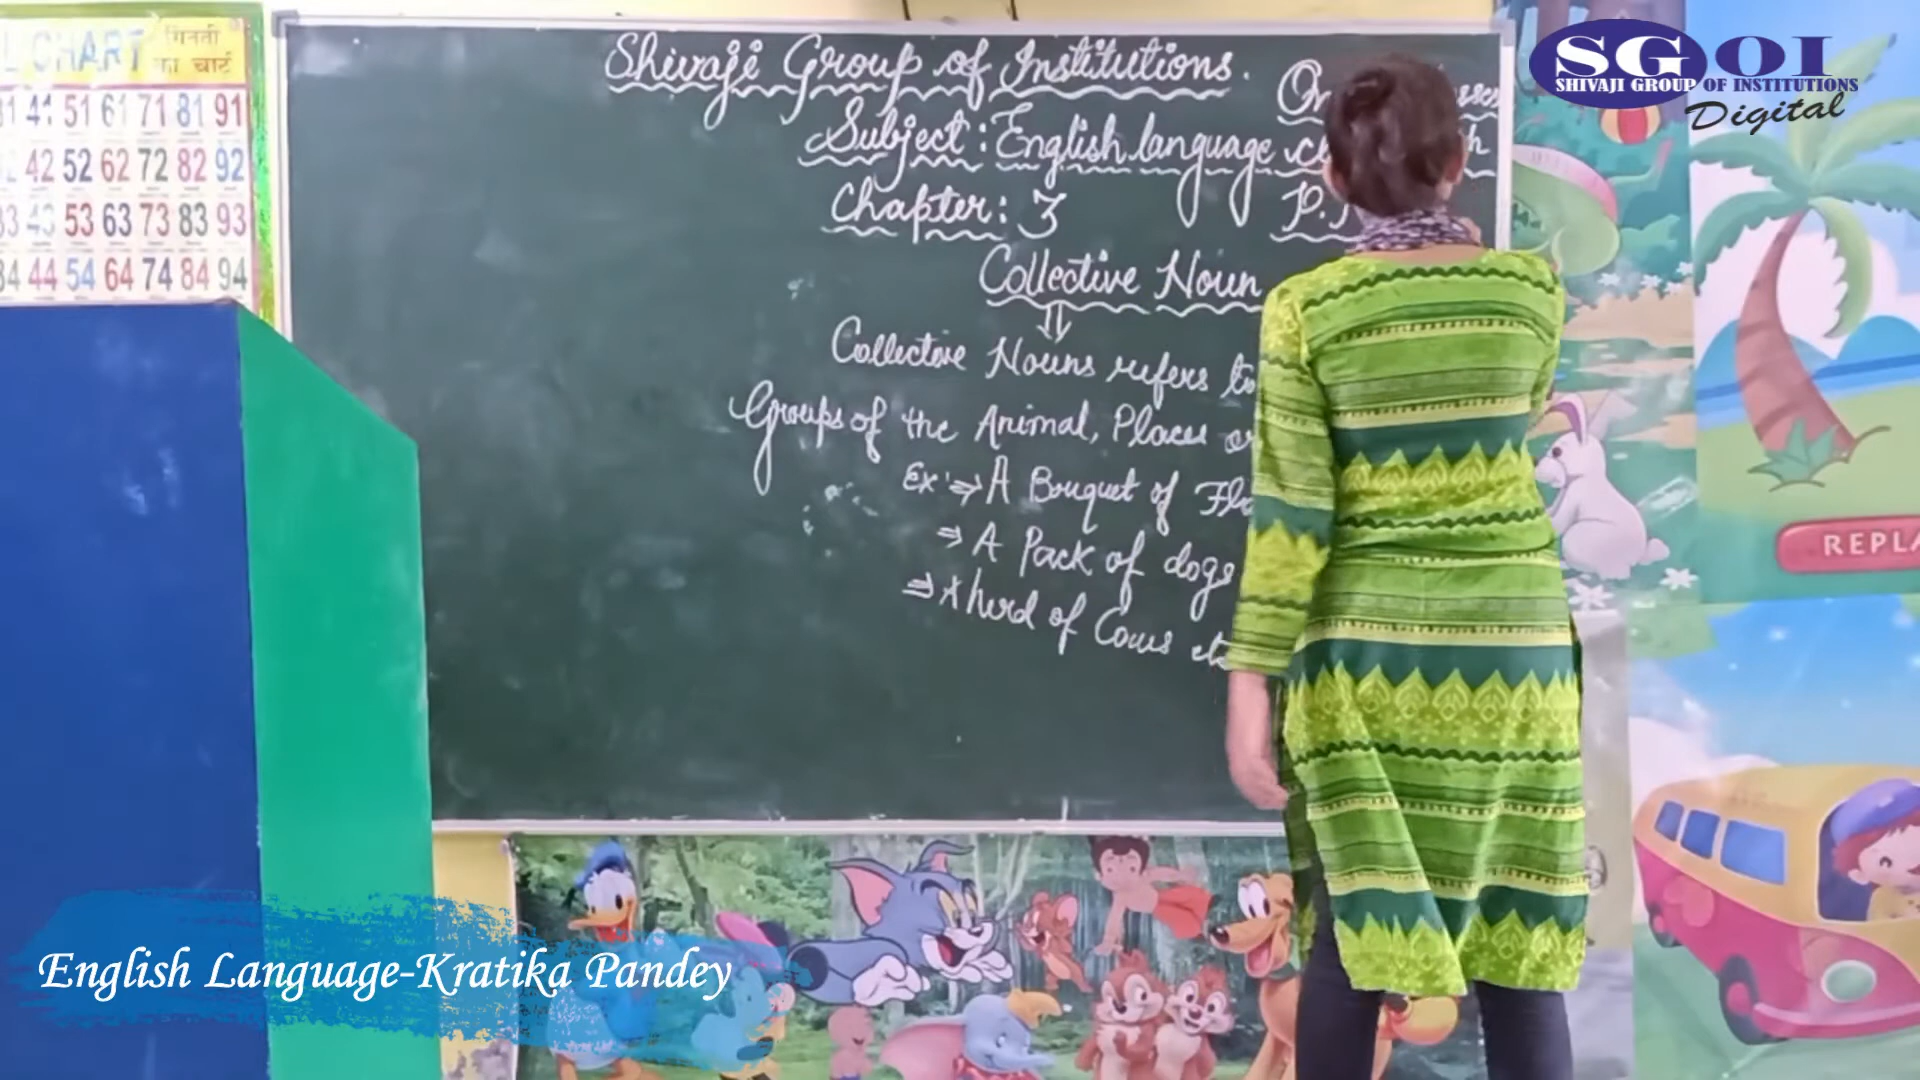 Shivaji Group of Institutions.
Subject: English language
Chapter: 3
Collective Noun
Collective Nouns refers to
Groups of the Animal, Places
Ex: ⇒ A Bouquet of
⇒ A Pack of dogs
⇒ A herd of Cows etc
CHART गिनती
का चार्ट
41 51 61 71 81 91
42 52 62 72 82 92
43 53 63 73 83 93
44 54 64 74 84 94
SGOI
SHIVAJI GROUP OF INSTITUTIONS
Digital
English Language-Kratika Pandey